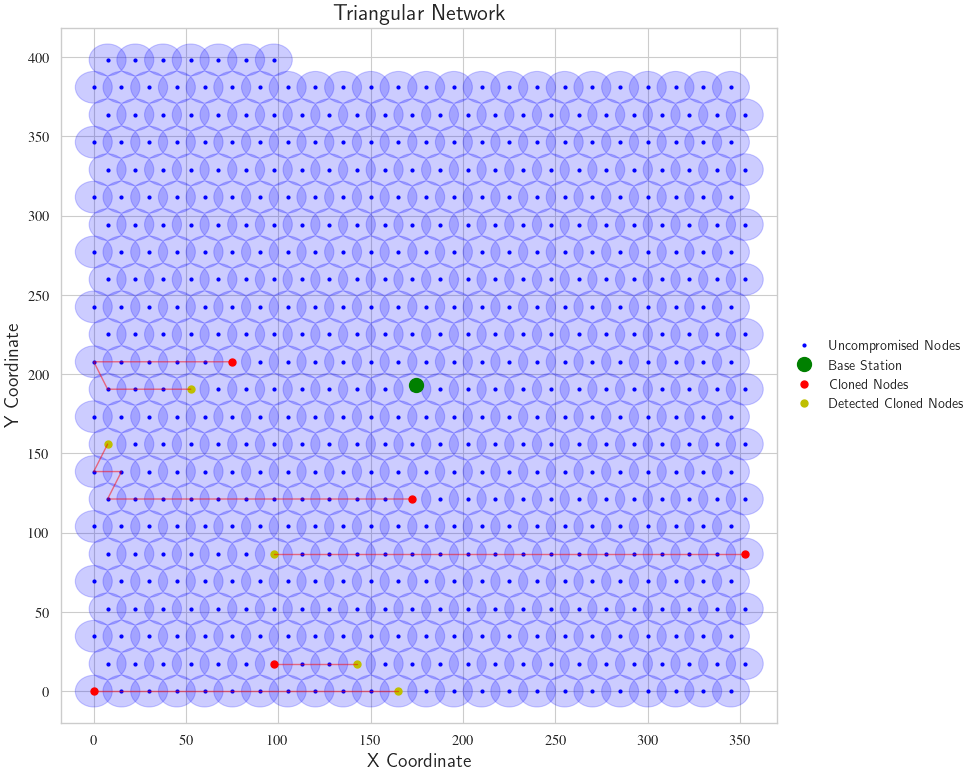 Triangular Network
Y Coordinate
400
350
300
250
200
150
100
50
0
0 50 100 150 200 250 300 350
X Coordinate
Uncompromised Nodes
Base Station
Cloned Nodes
Detected Cloned Nodes